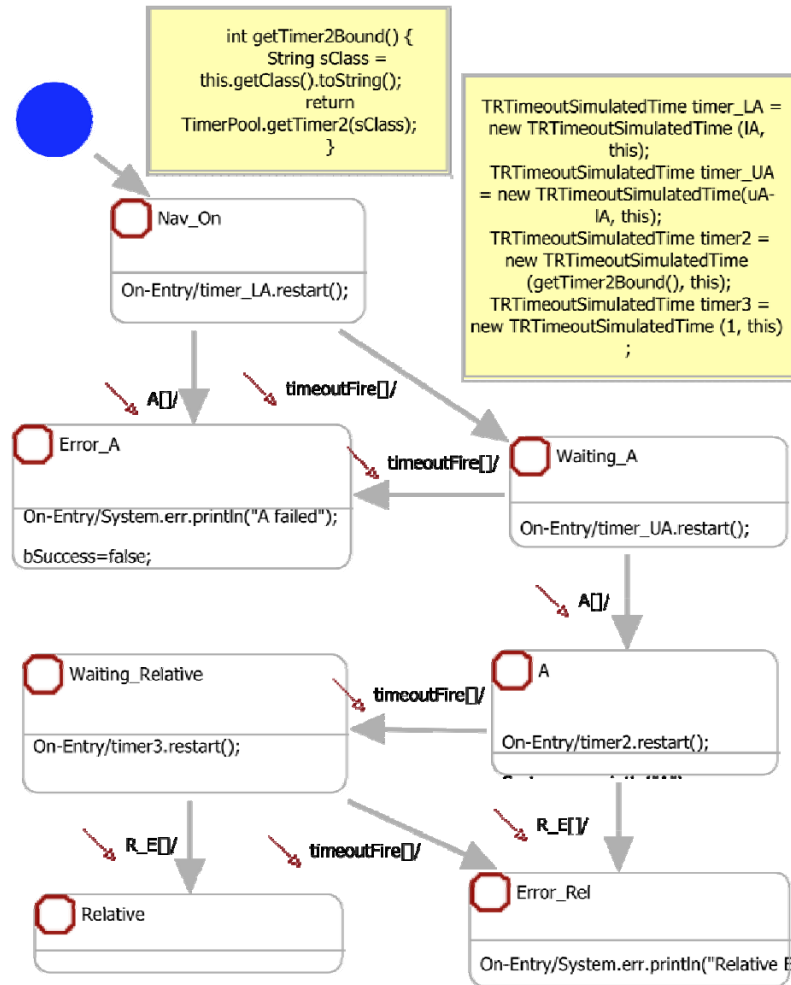 int getTimer2Bound() {
String sClass =
this.getClass().toString();
return
TimerPool.getTimer2(sClass);
}
TRTimeoutSimulatedTime timer_LA =
new TRTimeoutSimulatedTime (lA,
this);
TRTimeoutSimulatedTime timer_UA
= new TRTimeoutSimulatedTime(uA-
lA, this);
TRTimeoutSimulatedTime timer2 =
new TRTimeoutSimulatedTime
(getTimer2Bound(), this);
TRTimeoutSimulatedTime timer3 =
new TRTimeoutSimulatedTime (1, this)
;
Nav_On
On-Entry/timer_LA.restart();
A[]/
timeoutFire[]/
Error_A
On-Entry/System.err.println("A failed");
bSuccess=false;
timeoutFire[]/
Waiting_A
On-Entry/timer_UA.restart();
A[]/
Waiting_Relative
On-Entry/timer3.restart();
timeoutFire[]/
A
On-Entry/timer2.restart();
R_E[]/
timeoutFire[]/
R_E[]/
Relative
Error_Rel
On-Entry/System.err.println("Relative E